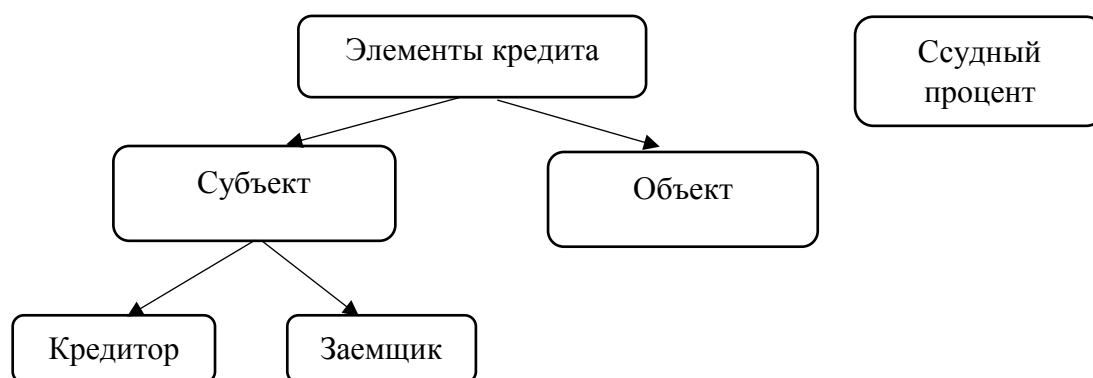 Элементы кредита
Ссудный
процент
Субъект
Объект
Кредитор
Заемщик